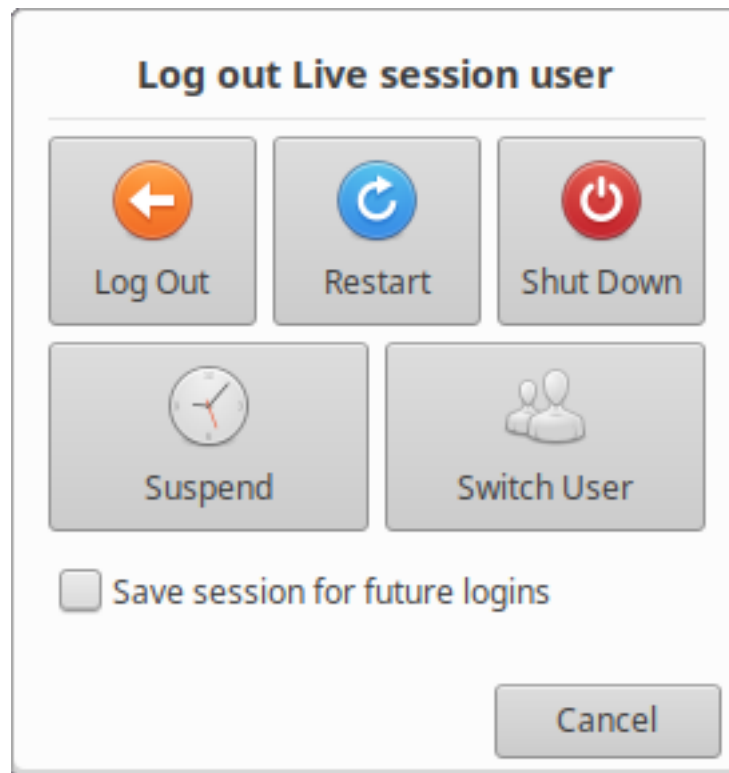 Log out Live session user
Log Out Restart Shut Down
Suspend Switch User
Save session for future logins
Cancel